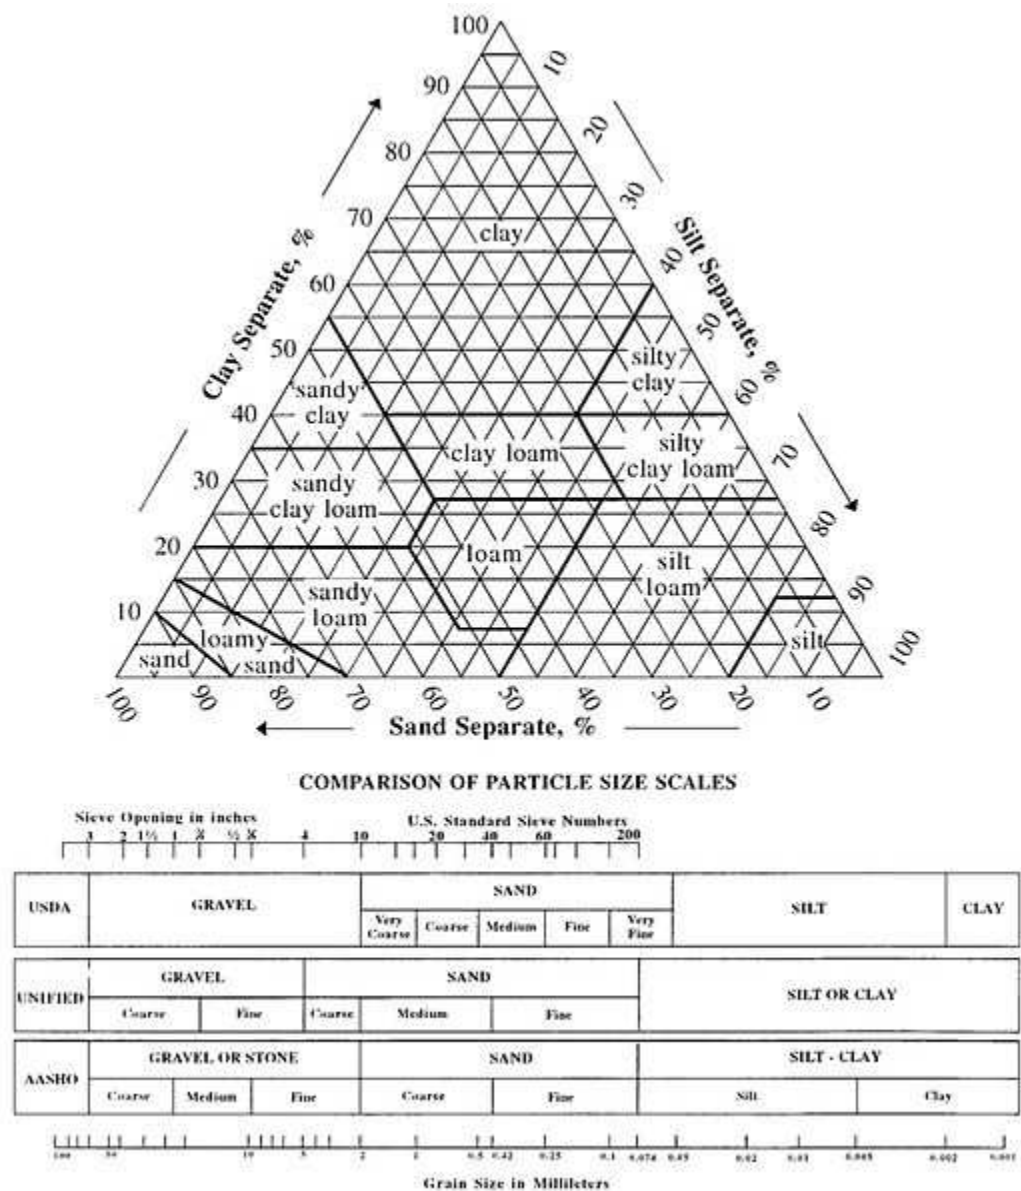 100
90
80
70
60
50
40
30
20
10
Clay Separate, %
10
20
30
40
50
60
70
80
90
100
Silt Separate, %
clay
silty
clay
sandy
clay
clay loam
silty
clay loam
sandy
clay loam
loam
silt
loam
sandy
loam
loamy
sand
sand
silt
100
90
80
70
60
50
40
30
20
10
Sand Separate, %
COMPARISON OF PARTICLE SIZE SCALES
Sieve Opening in inches
U.S. Standard Sieve Numbers
3 2 1½ 1 ½ 4 10 20 40 60 200
USDA
GRAVEL
SAND
Very Coarse
Coarse
Medium
Fine
Very Fine
SILT
CLAY
UNIFIED
GRAVEL
Coarse
Fine
SAND
Coarse
Medium
Fine
SILT OR CLAY
AASHO
GRAVEL OR STONE
Coarse
Medium
Fine
SAND
Coarse
Fine
SILT - CLAY
Silt
Clay
100 50 10 5 2 1 0.5 0.42 0.25 0.1 0.074 0.02 0.01 0.005 0.002 0.001
Grain Size in Millileters